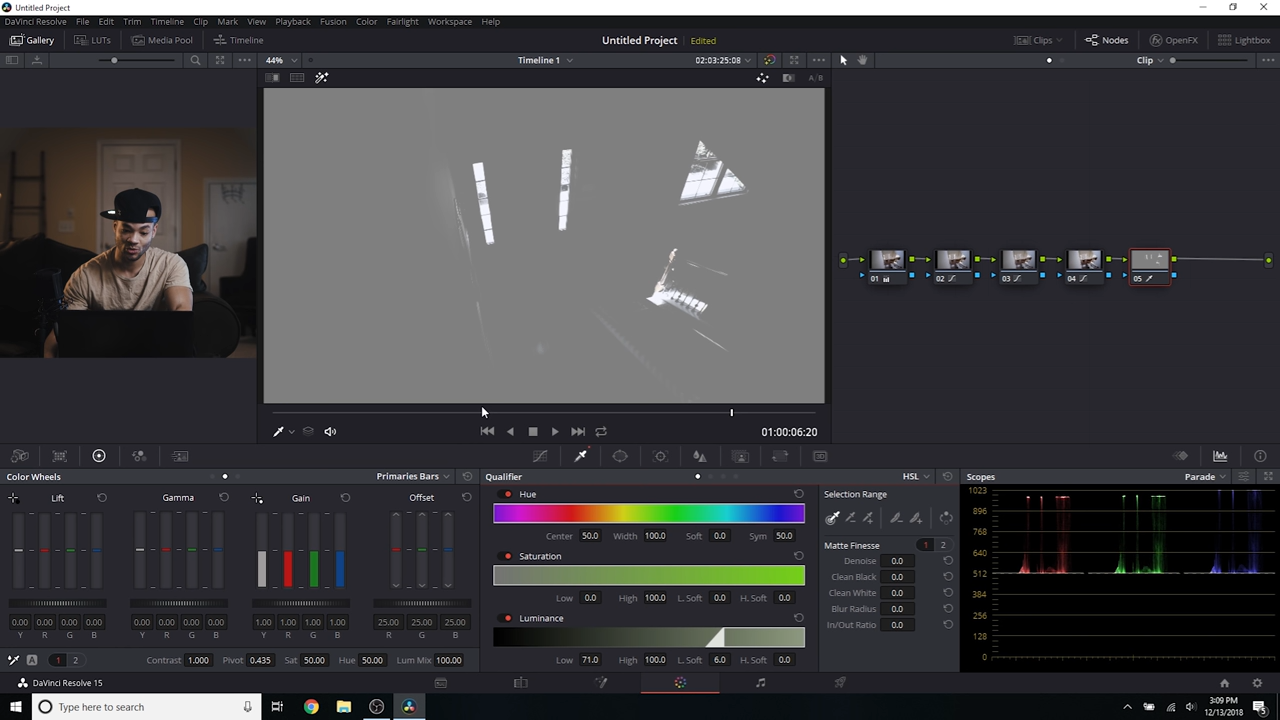 Untitled Project
DaVinci Resolve File Edit Trim Timeline Clip Mark View Playback Fusion Color Fairlight Workspace Help
Gallery LUTs Media Pool Timeline Untitled Project Edited Clips Nodes OpenFX Lightbox
44% Timeline 1 02:03:25:08 Clip
A/B
01 02 03 04 05
01:00:06:20
Color Wheels Primaries Bars Qualifier HSL Scopes Parade
Lift Gamma Gain Offset
Hue
Center 50.0 Width 100.0 Soft 0.0 Sym 50.0
Saturation
Low 0.0 High 100.0 L. Soft 0.0 H. Soft 0.0
Luminance
Low 71.0 High 100.0 L. Soft 6.0 H. Soft 0.0
Selection Range
Matte Finesse 1 2
Denoise 0.0
Clean Black 0.0
Clean White 0.0
Blur Radius 0.0
In/Out Ratio 0.0
1023
896
768
640
512
384
256
128
0
0.00 0.00 0.00 0.00 0.00 0.00 0.00 0.00 1.00 1.00 1.00 1.00 25.00 25.00 25.00
Y R G B Y R G B Y R G B R G B
A 1 2 Contrast 1.000 Pivot 0.435 Sat 50.00 Hue 50.00 Lum Mix 100.00
DaVinci Resolve 15
Type here to search
3:09 PM
12/13/2018
5